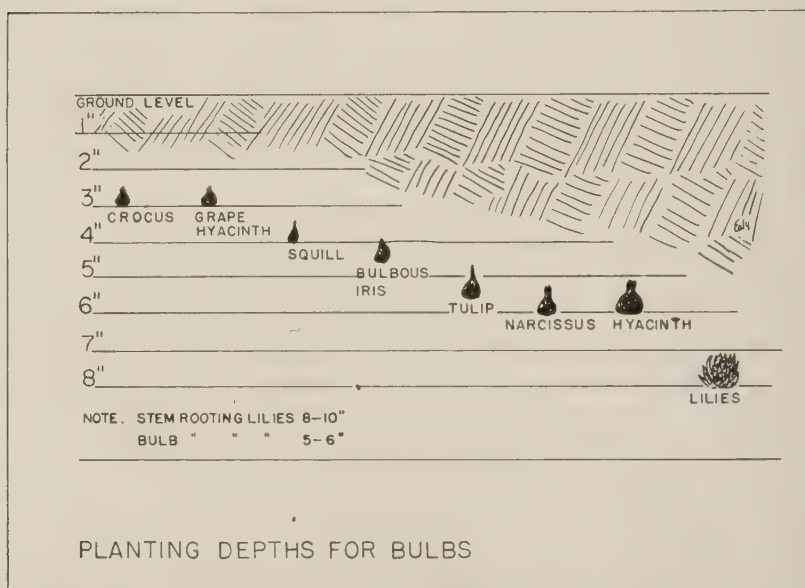 GROUND LEVEL
1"
2"
3"
CROCUS GRAPE
HYACINTH
4"
SQUILL
5"
BULBOUS
IRIS
6"
TULIP
NARCISSUS HYACINTH
7"
8"
LILIES
NOTE. STEM ROOTING LILIES 8-10"
BULB " " " 5-6"
PLANTING DEPTHS FOR BULBS